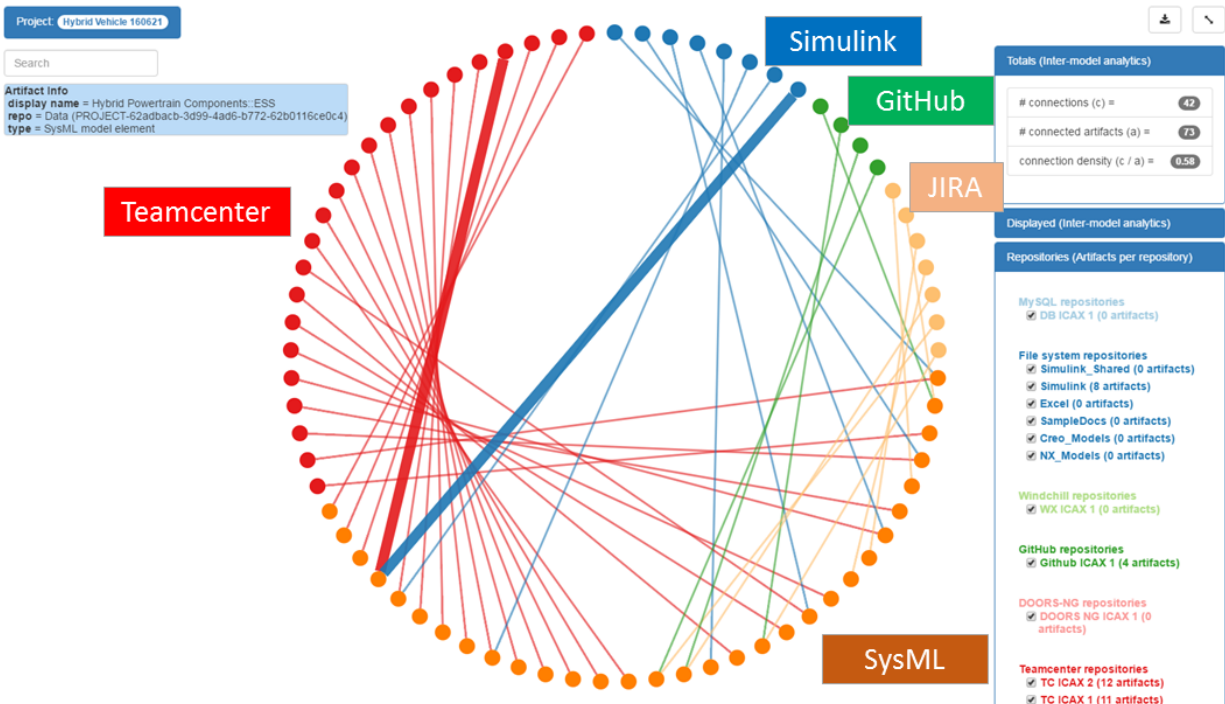 Project: Hybrid Vehicle 160621
Search
Artifact Info
display name = Hybrid Powertrain Components::ESS
repo = Data (PROJECT-62adbacb-3d99-4ad6-b772-62b0116ce0c4)
type = SysML model element
Teamcenter
Simulink
GitHub
JIRA
SysML
Totals (Inter-model analytics)
# connections (c) = 42
# connected artifacts (a) = 73
connection density (c / a) = 0.58
Displayed (Inter-model analytics)
Repositories (Artifacts per repository)
MySQL repositories
DB ICAX 1 (0 artifacts)
File system repositories
Simulink_Shared (0 artifacts)
Simulink (8 artifacts)
Excel (0 artifacts)
SampleDocs (0 artifacts)
Creo_Models (0 artifacts)
NX_Models (0 artifacts)
Windchill repositories
WX ICAX 1 (0 artifacts)
GitHub repositories
Github ICAX 1 (4 artifacts)
DOORS-NG repositories
DOORS NG ICAX 1 (0
artifacts)
Teamcenter repositories
TC ICAX 2 (12 artifacts)
TC ICAX 1 (11 artifacts)